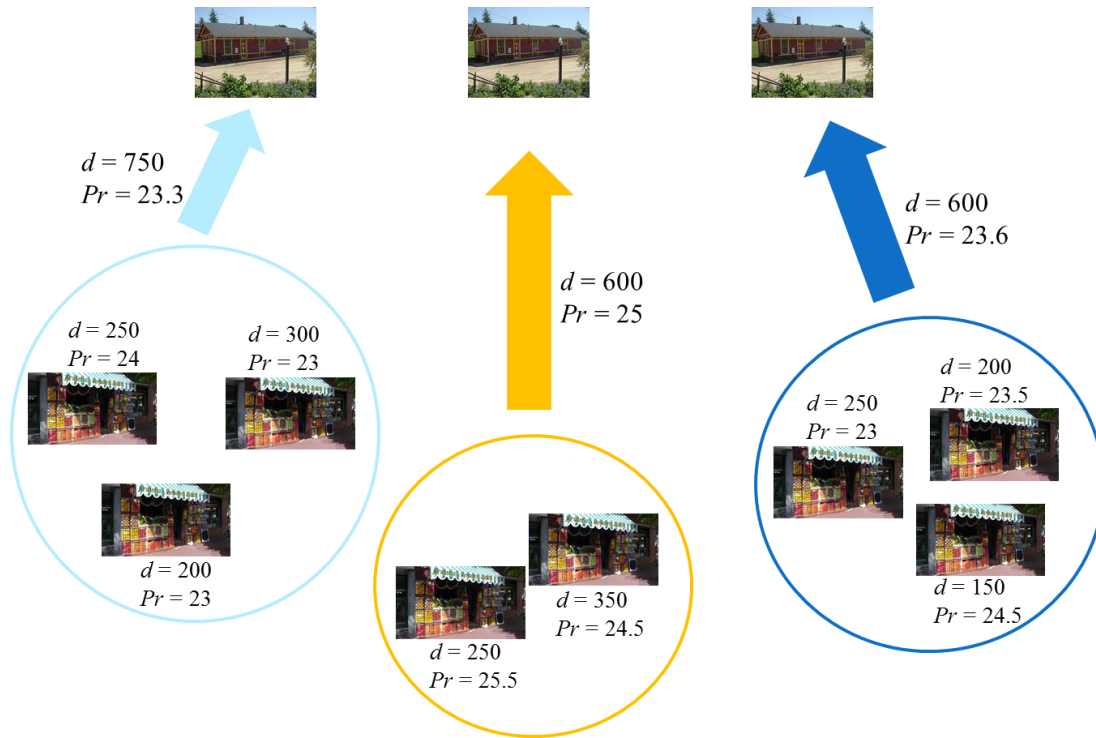 d = 750
Pr = 23.3
d = 600
Pr = 23.6
d = 600
Pr = 25
d = 250
Pr = 24
d = 300
Pr = 23
d = 200
Pr = 23
d = 350
Pr = 24.5
d = 250
Pr = 25.5
d = 200
Pr = 23.5
d = 250
Pr = 23
d = 150
Pr = 24.5